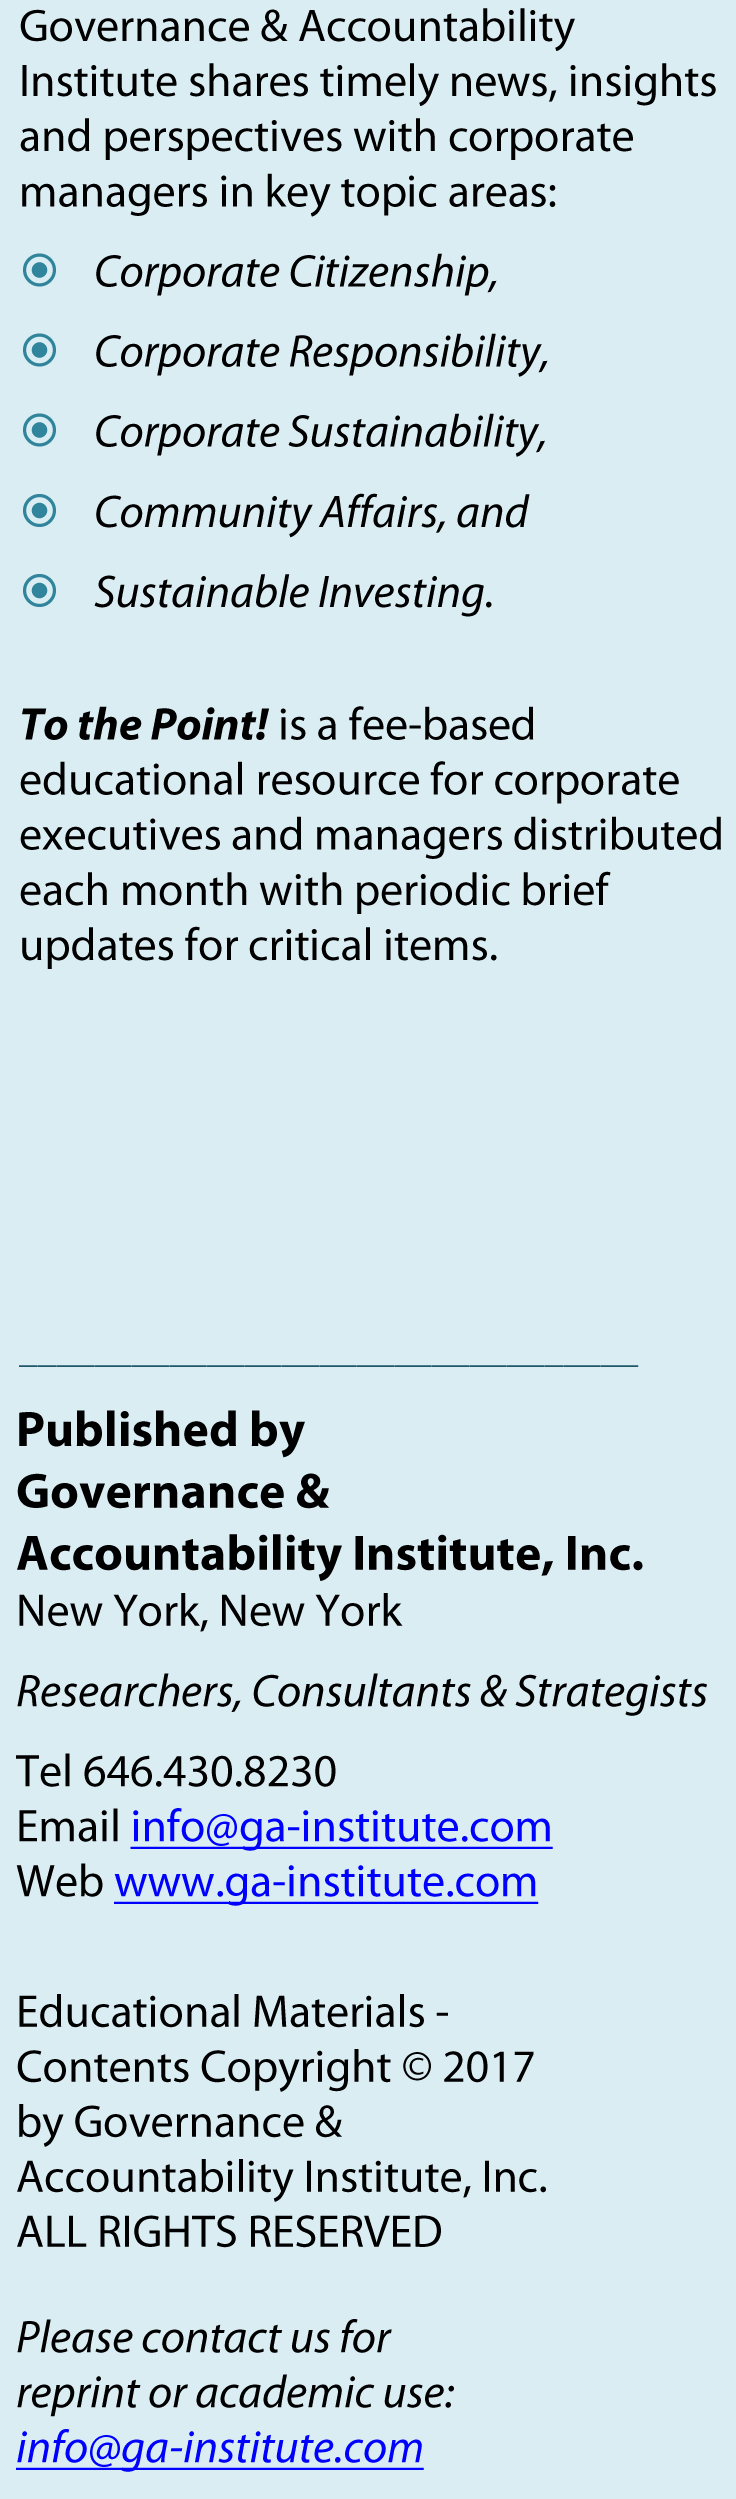 Governance & Accountability
Institute shares timely news, insights
and perspectives with corporate
managers in key topic areas:
Corporate Citizenship,
Corporate Responsibility,
Corporate Sustainability,
Community Affairs, and
Sustainable Investing.
To the Point! is a fee-based
educational resource for corporate
executives and managers distributed
each month with periodic brief
updates for critical items.
Published by
Governance &
Accountability Institute, Inc.
New York, New York
Researchers, Consultants & Strategists
Tel 646.430.8230
Email info@ga-institute.com
Web www.ga-institute.com
Educational Materials -
Contents Copyright © 2017
by Governance &
Accountability Institute, Inc.
ALL RIGHTS RESERVED
Please contact us for
reprint or academic use:
info@ga-institute.com